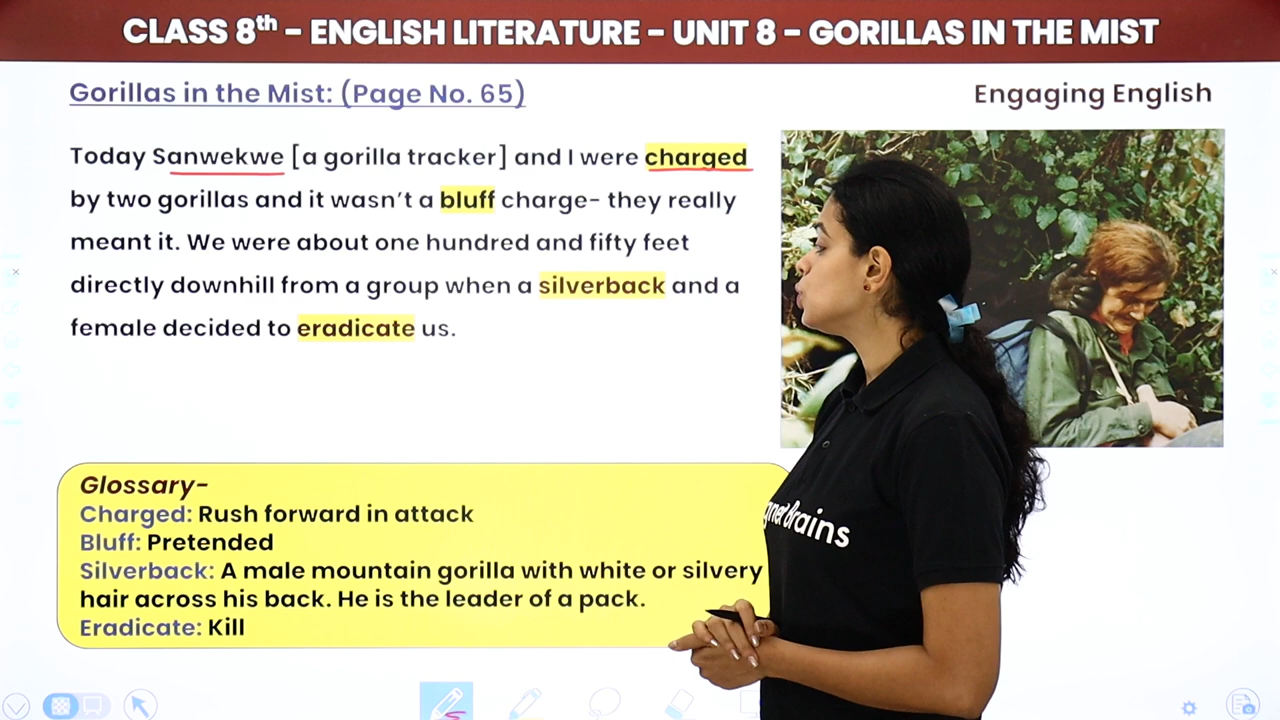 CLASS 8th – ENGLISH LITERATURE – UNIT 8 – GORILLAS IN THE MIST
Gorillas in the Mist: (Page No. 65)
Engaging English
Today Sanwekwe [a gorilla tracker] and I were charged
by two gorillas and it wasn't a bluff charge- they really
meant it. We were about one hundred and fifty feet
directly downhill from a group when a silverback and a
female decided to eradicate us.
Glossary-
Charged: Rush forward in attack
Bluff: Pretended
Silverback: A male mountain gorilla with white or silvery
hair across his back. He is the leader of a pack.
Eradicate: Kill
Brains